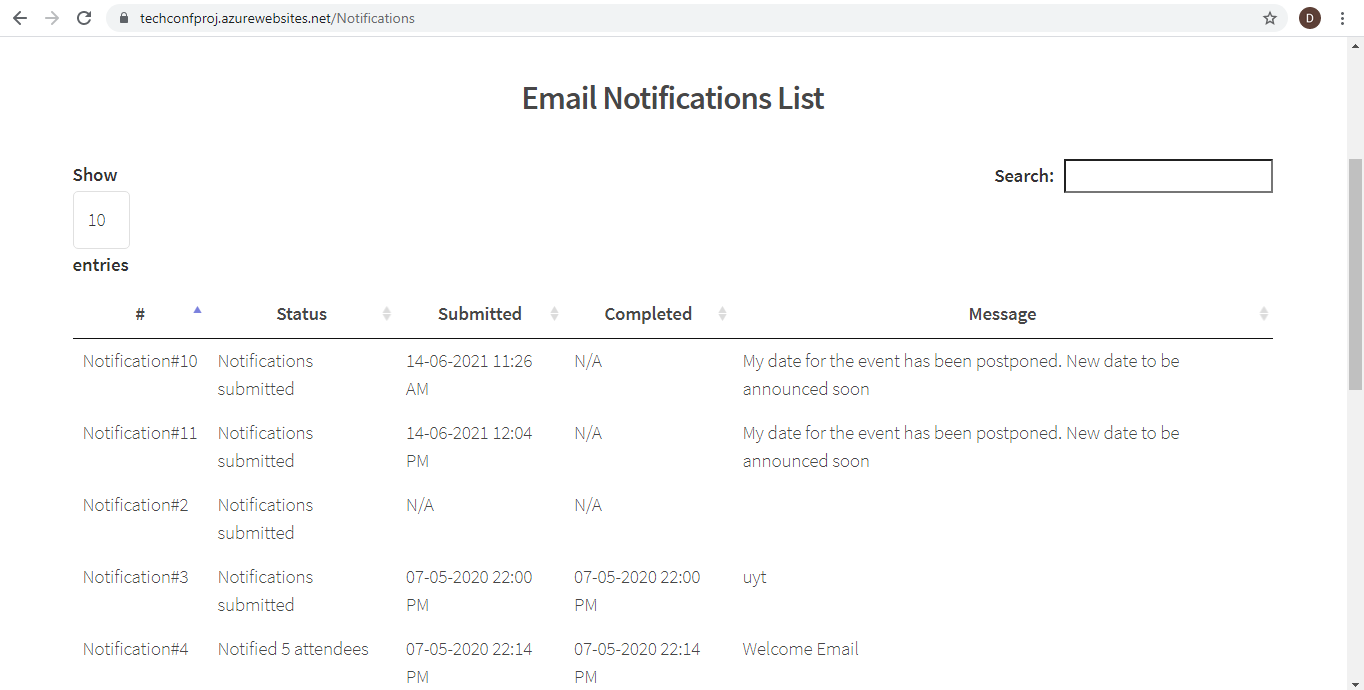 techconfproj.azurewebsites.net/Notifications
D
Email Notifications List
Show
Search:
10
entries
# Status Submitted Completed Message
Notification#10 Notifications 14-06-2021 11:26 N/A My date for the event has been postponed. New date to be
submitted AM announced soon
Notification#11 Notifications 14-06-2021 12:04 N/A My date for the event has been postponed. New date to be
submitted PM announced soon
Notification#2 Notifications N/A N/A
submitted
Notification#3 Notifications 07-05-2020 22:00 07-05-2020 22:00 uyt
submitted PM PM
Notification#4 Notified 5 attendees 07-05-2020 22:14 07-05-2020 22:14 Welcome Email
PM PM